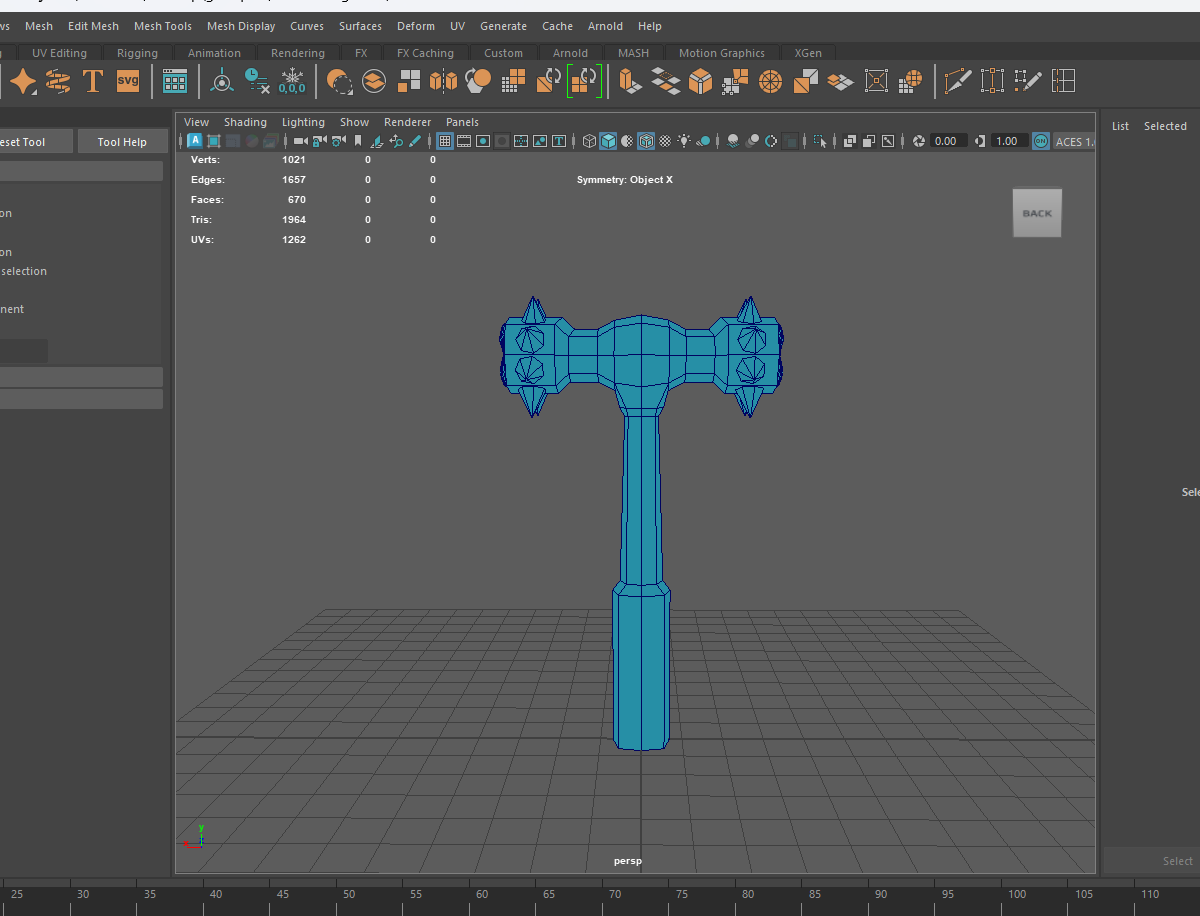 ws Mesh Edit Mesh Mesh Tools Mesh Display Curves Surfaces Deform UV Generate Cache Arnold Help
UV Editing Rigging Animation Rendering FX FX Caching Custom Arnold MASH Motion Graphics XGen
T svg 0,0,0
View Shading Lighting Show Renderer Panels
List Selected
eset Tool Tool Help
A T 0.00 1.00 ON ACES 1.
Verts: 1021 0 0
Edges: 1657 0 0
Symmetry: Object X
Faces: 670 0 0
Tris: 1964 0 0
UVs: 1262 0 0
BACK
on
on
selection
nent
Sele
y
persp
Select
25 30 35 40 45 50 55 60 65 70 75 80 85 90 95 100 105 110